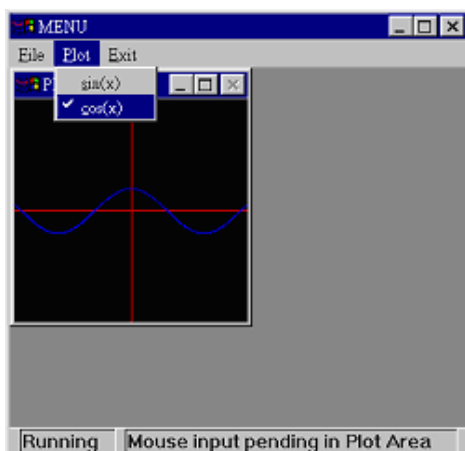 MENU
File Plot Exit
sin(x)
cos(x)
Running Mouse input pending in Plot Area